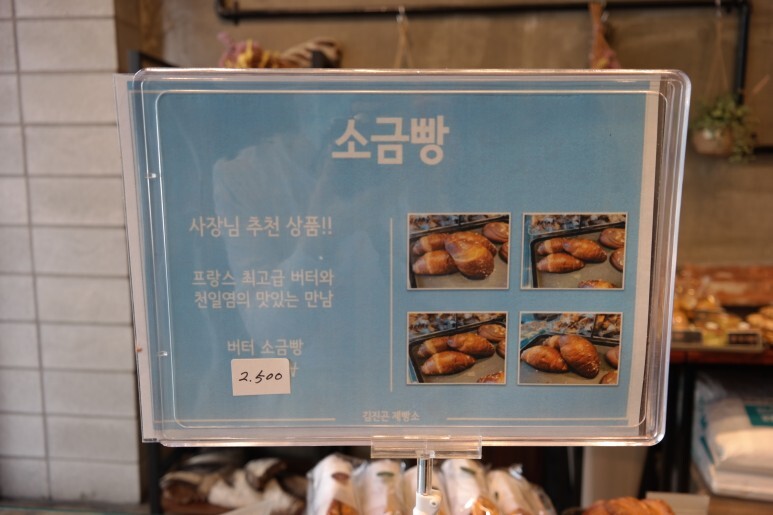 소금빵
사장님 추천 상품!!
프랑스 최고급 버터와
천일염의 맛있는 만남
버터 소금빵
2.500
김진곤 제빵소